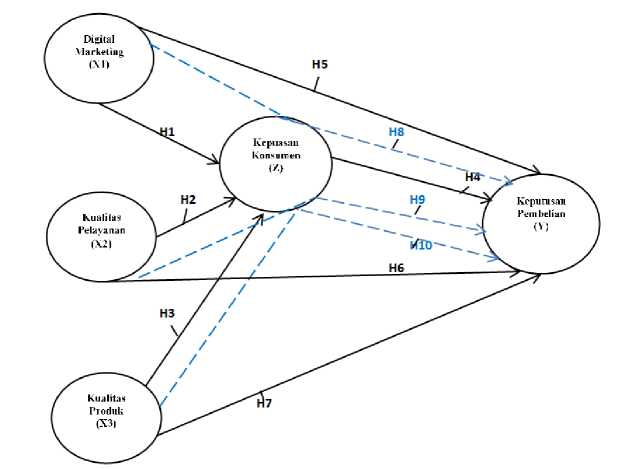 Digital
Marketing
(X1)
H5
H1
H8
Kepuasan
Konsumen
(Z)
H4
H2
H9
Kualitas
Pelayanan
(X2)
Keputusan
Pembelian
(Y)
H10
H6
H3
Kualitas
Produk
(X3)
H7